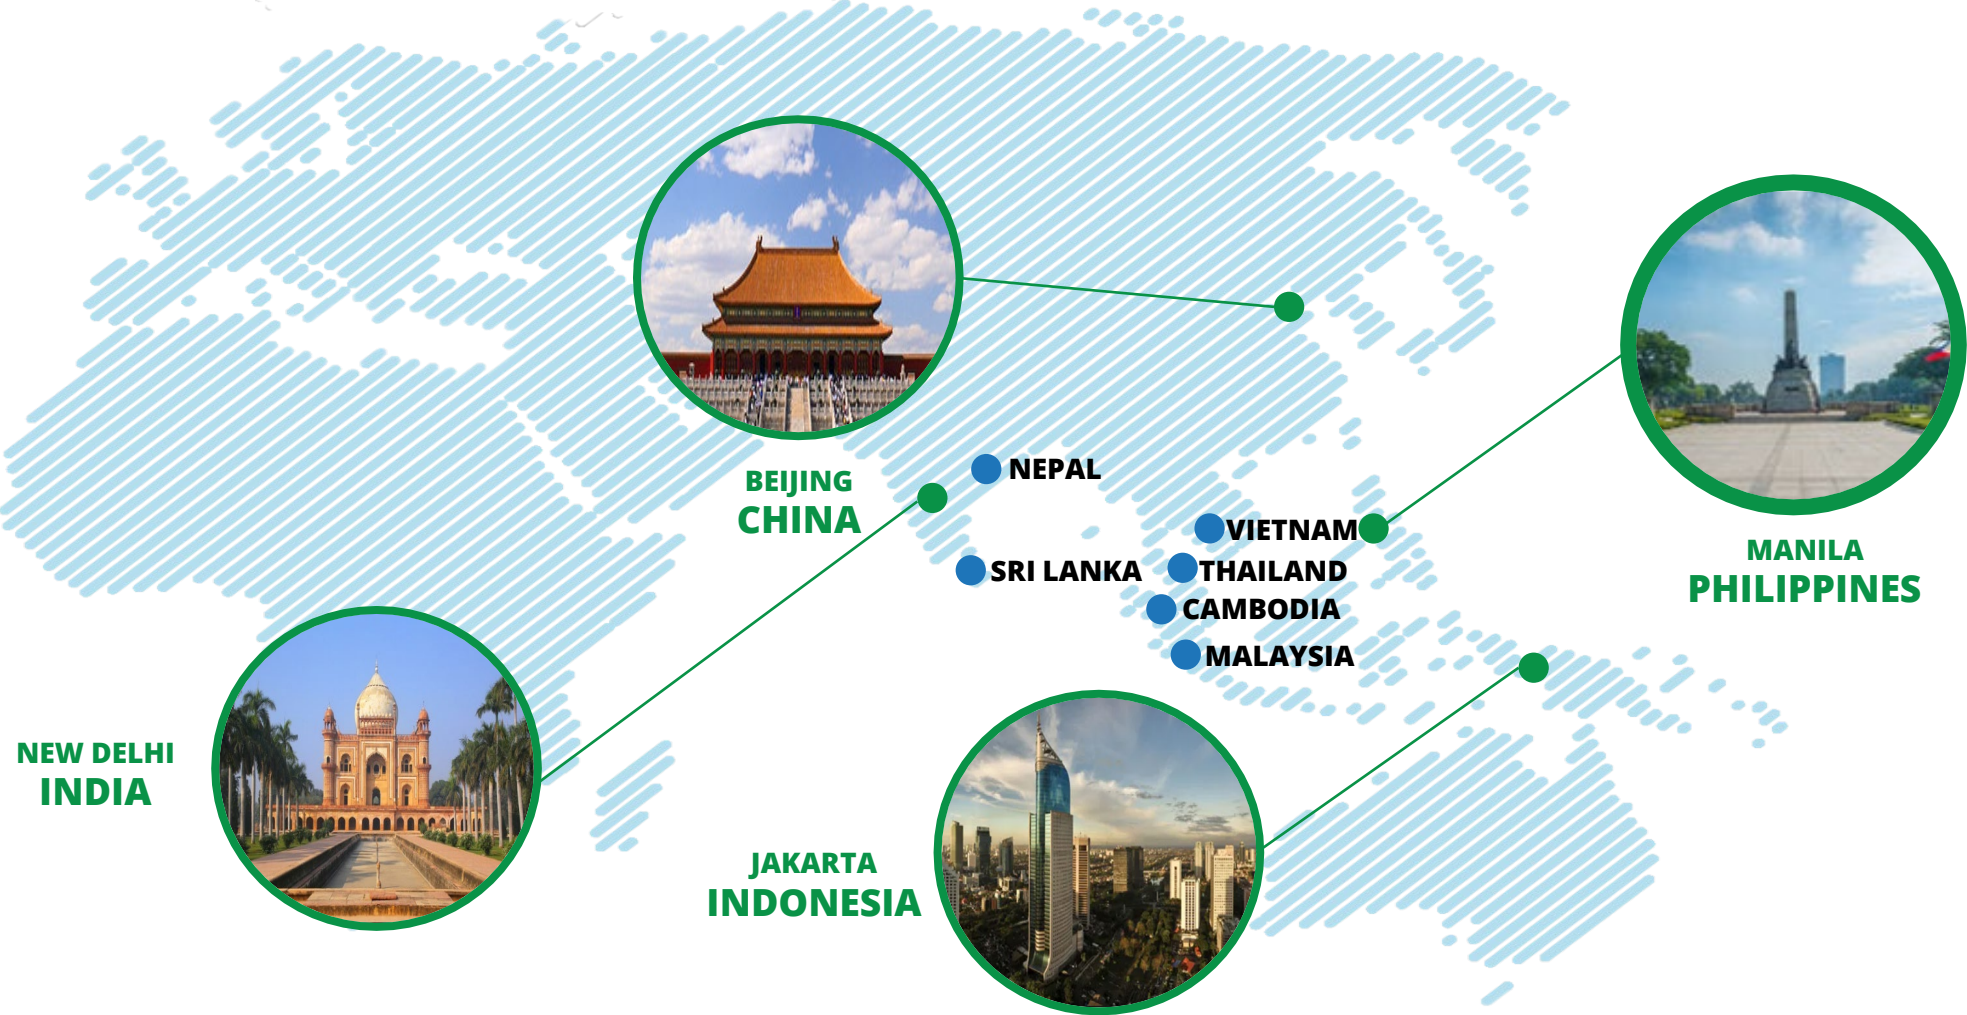 BEIJING
CHINA
NEPAL
VIETNAM
SRI LANKA
THAILAND
CAMBODIA
MALAYSIA
MANILA
PHILIPPINES
NEW DELHI
INDIA
JAKARTA
INDONESIA